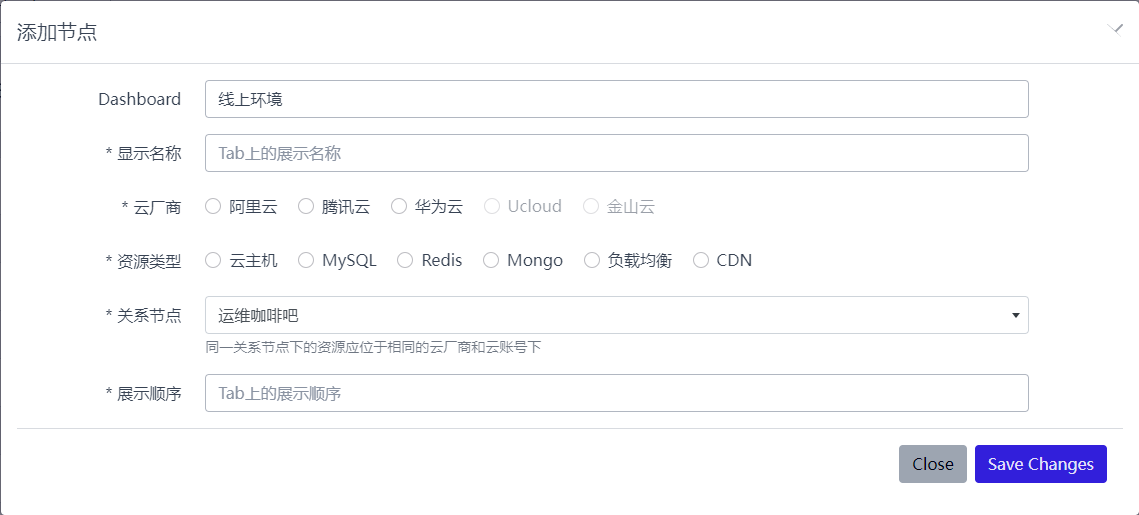 添加节点
Dashboard 线上环境
* 显示名称 Tab上的展示名称
* 云厂商 阿里云 腾讯云 华为云 Ucloud 金山云
* 资源类型 云主机 MySQL Redis Mongo 负载均衡 CDN
* 关系节点 运维咖啡吧
同一关系节点下的资源应位于相同的云厂商和云账号下
* 展示顺序 Tab上的展示顺序
Close Save Changes